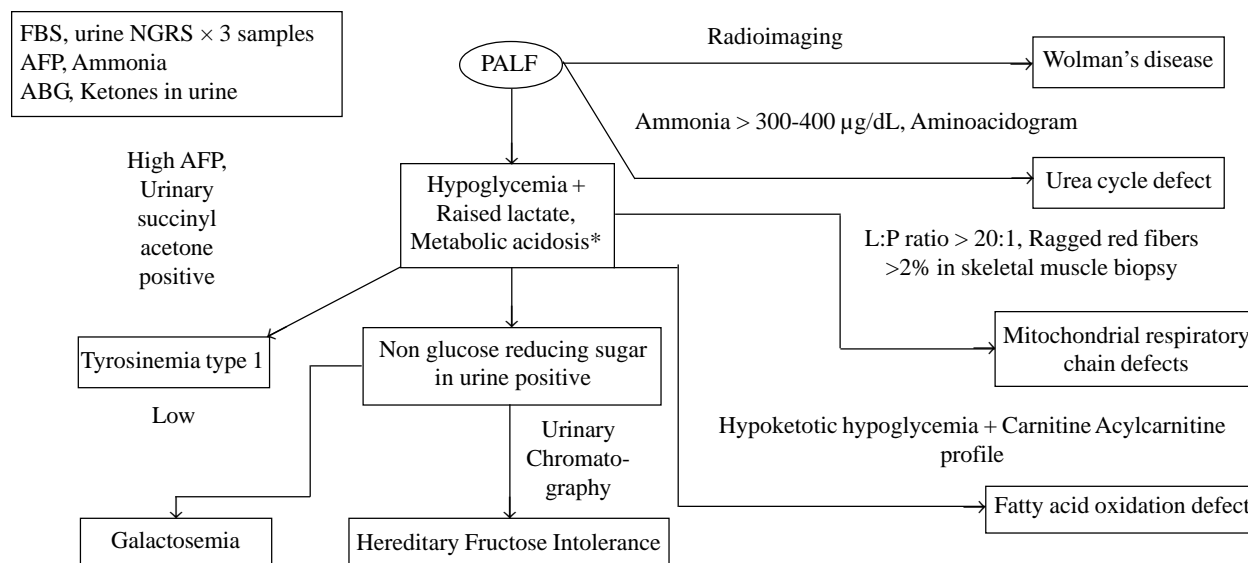 FBS, urine NGRS × 3 samples
AFP, Ammonia
ABG, Ketones in urine
PALF
Radioimaging
Wolman's disease
Ammonia > 300-400 µg/dL, Aminoacidogram
Urea cycle defect
High AFP,
Urinary
succinyl
acetone
positive
Hypoglycemia +
Raised lactate,
Metabolic acidosis*
L:P ratio > 20:1, Ragged red fibers
>2% in skeletal muscle biopsy
Mitochondrial respiratory
chain defects
Tyrosinemia type 1
Non glucose reducing sugar
in urine positive
Low
Urinary
Chromato-
graphy
Hypoketotic hypoglycemia + Carnitine Acylcarnitine
profile
Fatty acid oxidation defect
Galactosemia
Hereditary Fructose Intolerance